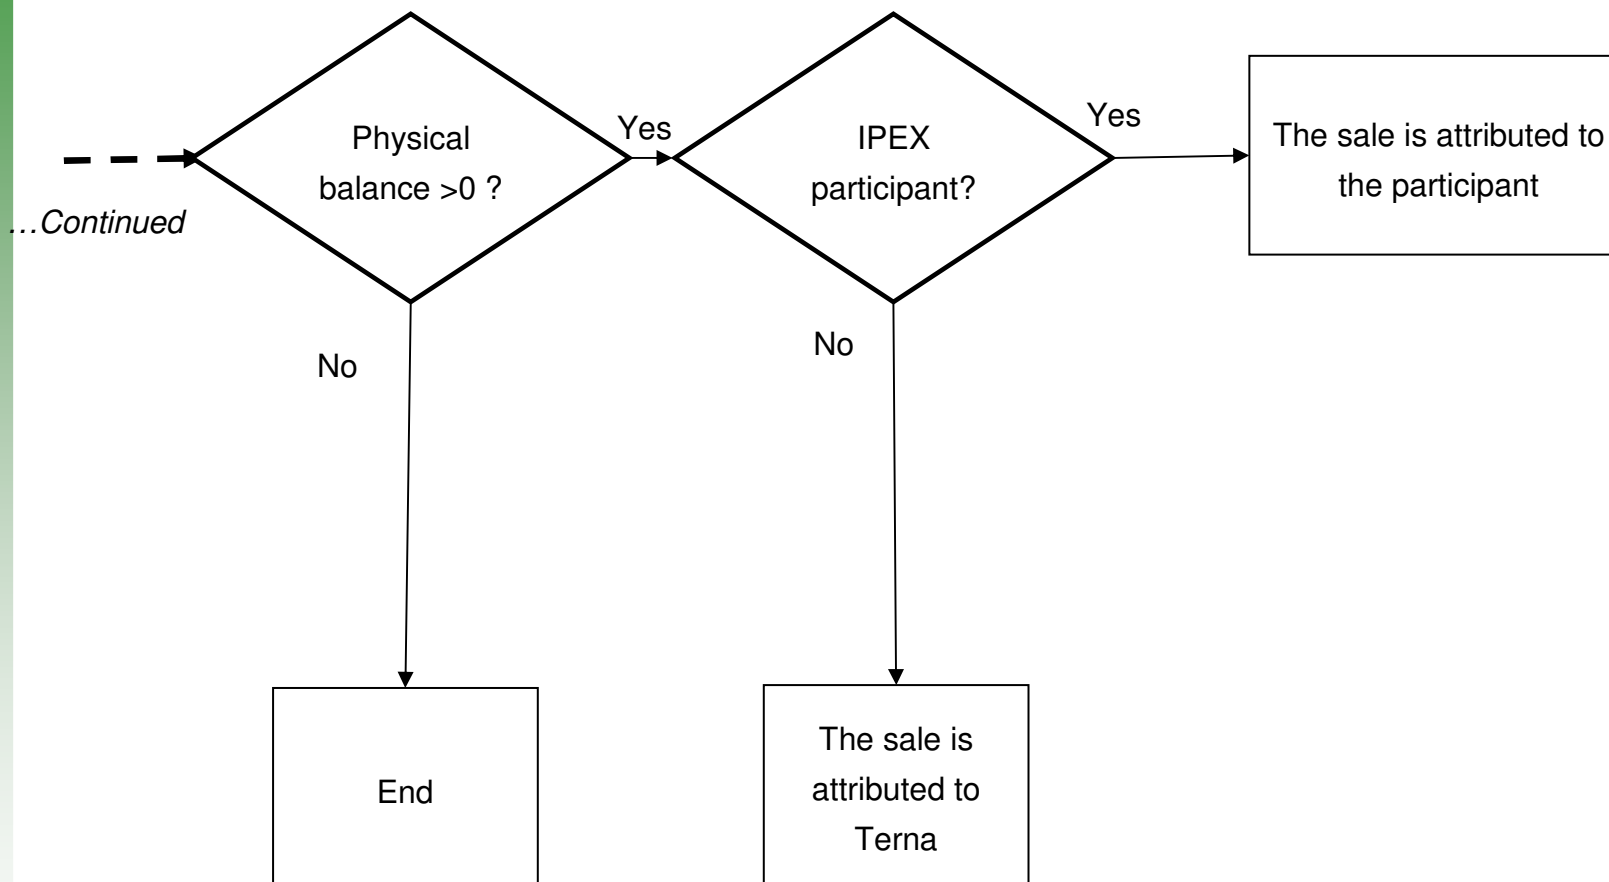 Physical
balance >0 ?
Yes
IPEX
participant?
Yes
The sale is attributed to
the participant
...Continued
No
No
End
The sale is
attributed to
Terna